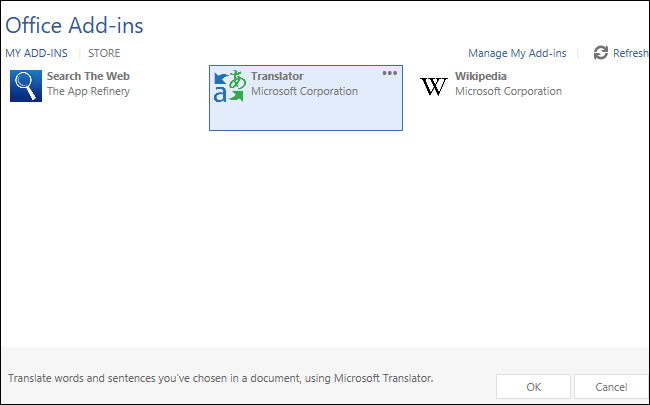 Office Add-ins
MY ADD-INS | STORE
Manage My Add-ins | Refresh
Search The Web
The App Refinery
a あ
Translator •••
Microsoft Corporation
W
Wikipedia
Microsoft Corporation
Translate words and sentences you've chosen in a document, using Microsoft Translator.
OK
Cancel